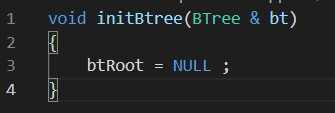 1 void initBtree(BTree & bt)
2 {
3     btRoot = NULL ;
4 }